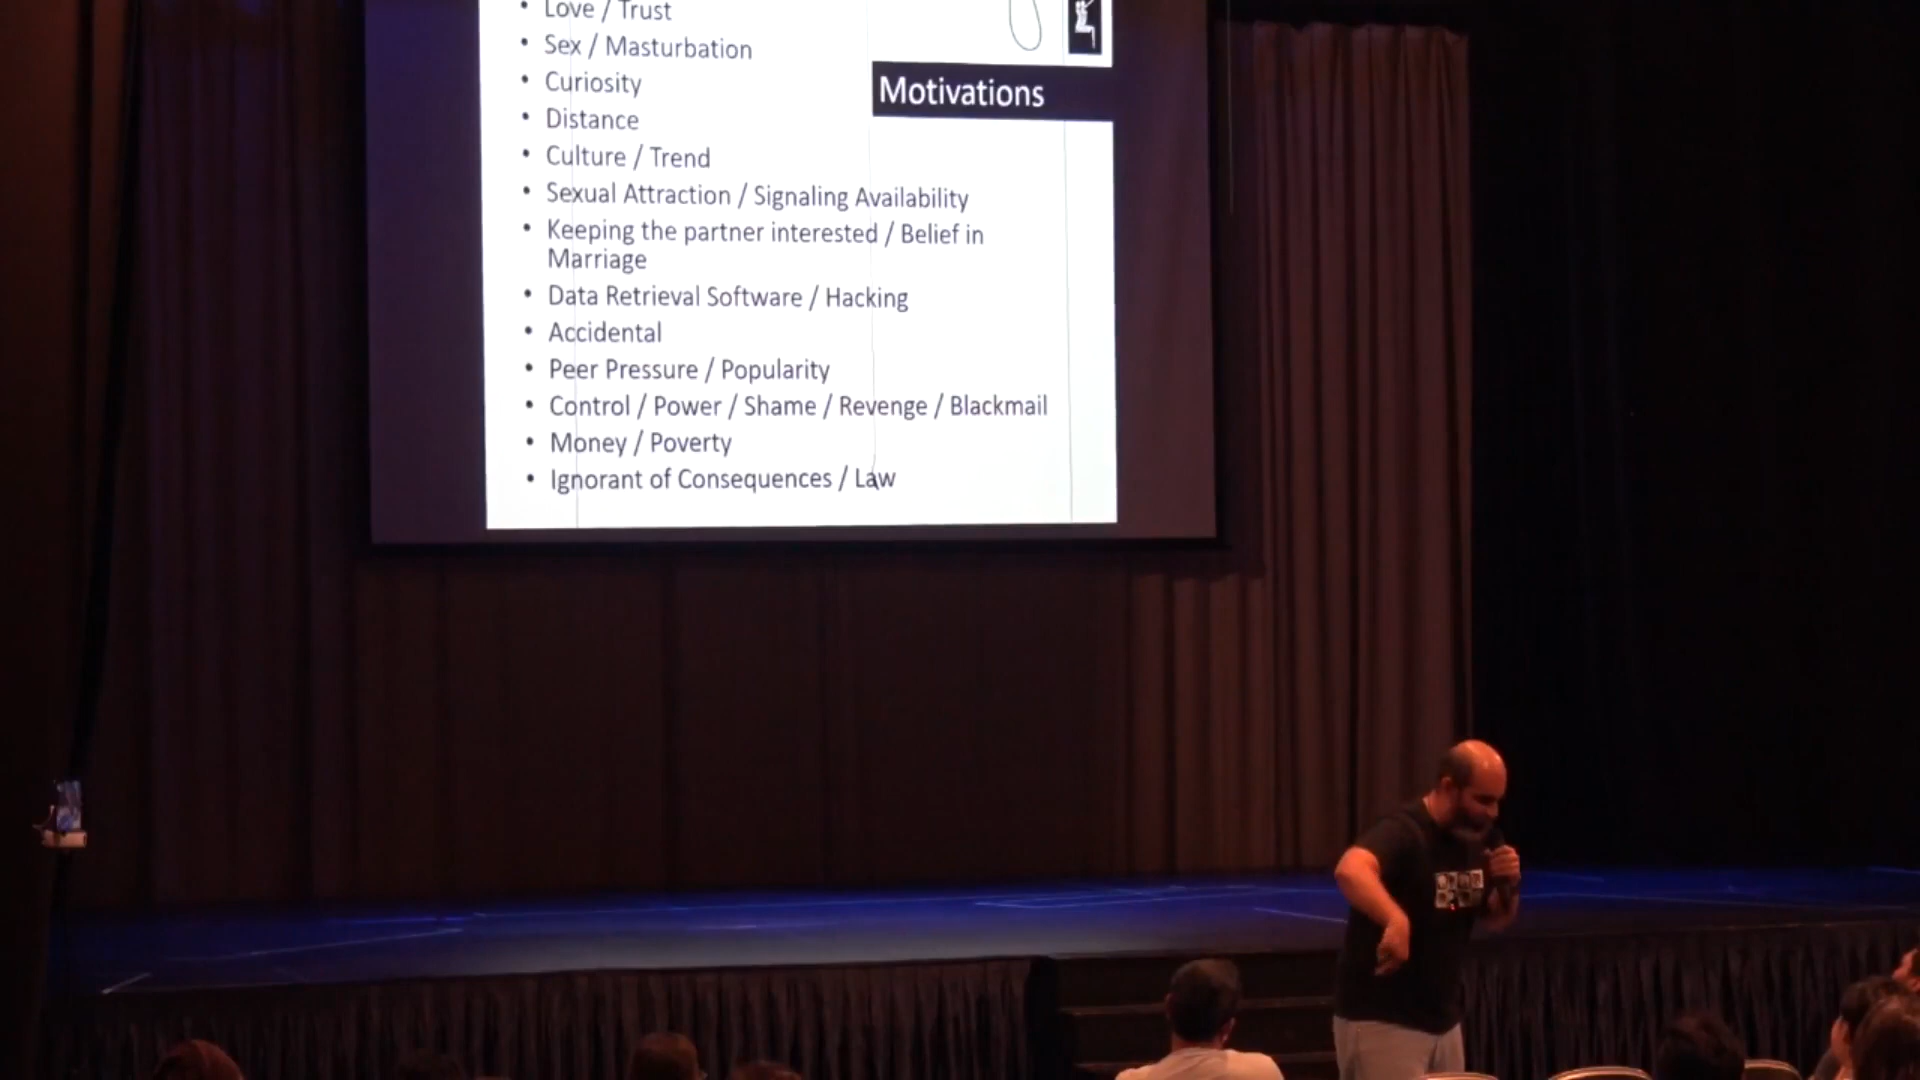 • Love / Trust
• Sex / Masturbation
• Curiosity
Motivations
• Distance
• Culture / Trend
• Sexual Attraction / Signaling Availability
• Keeping the partner interested / Belief in
Marriage
• Data Retrieval Software / Hacking
• Accidental
• Peer Pressure / Popularity
• Control / Power / Shame / Revenge / Blackmail
• Money / Poverty
• Ignorant of Consequences / Law